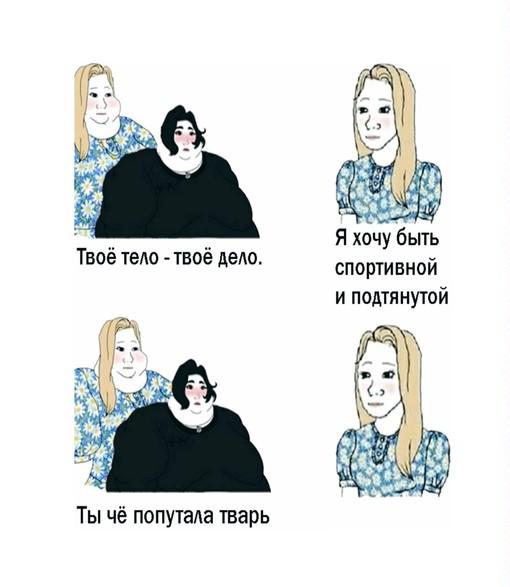 Твоё тело - твоё дело.
Я хочу быть
спортивной
и подтянутой
Ты чё попутала тварь